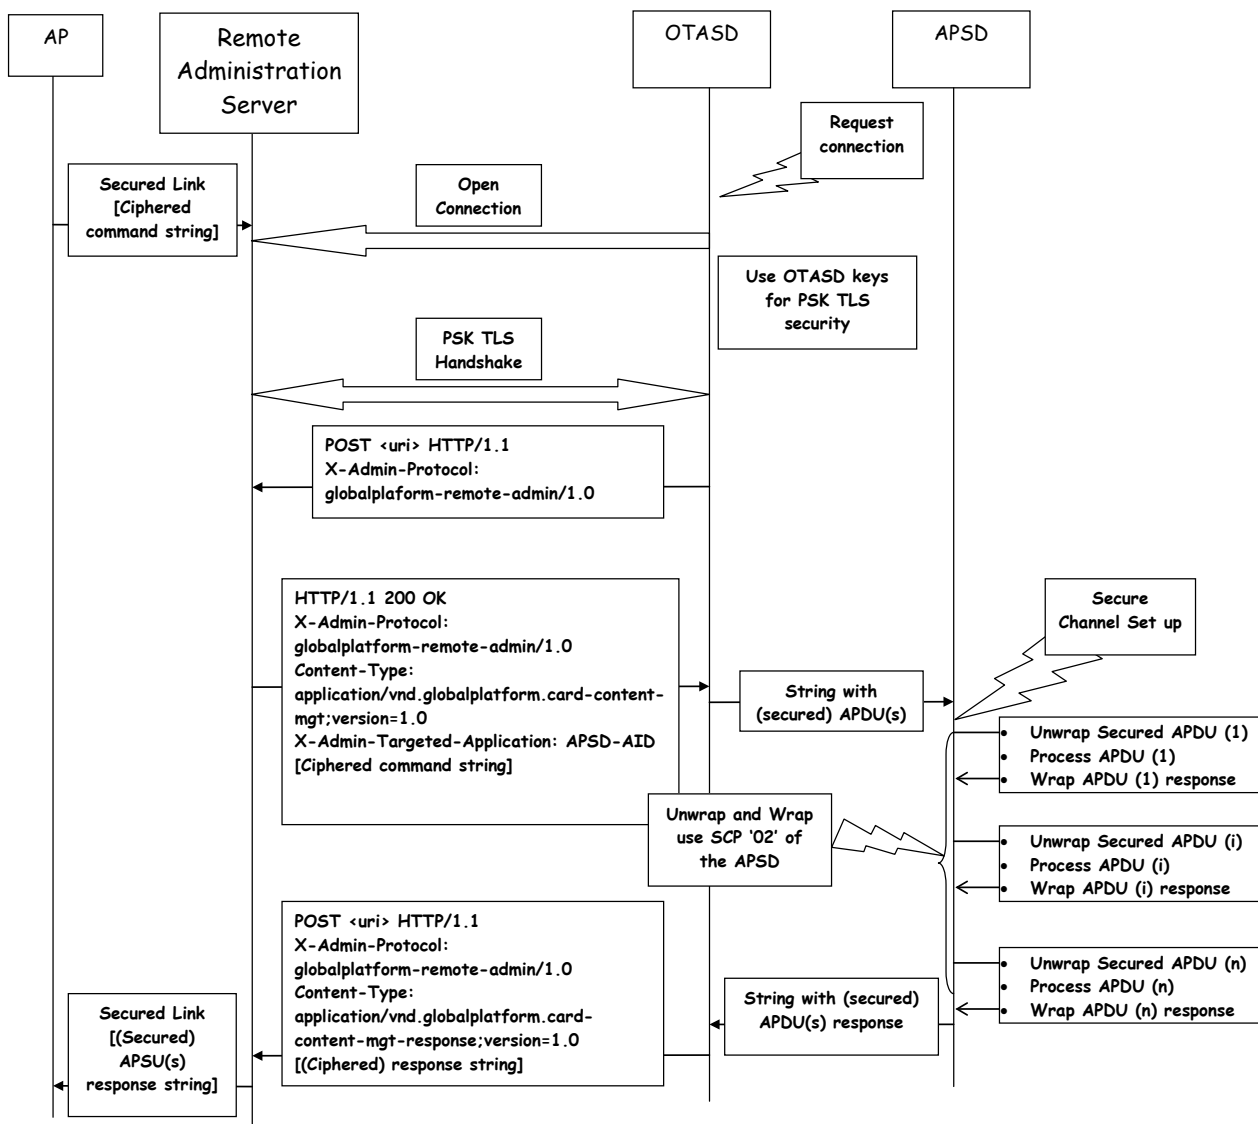 AP
Remote
Administration
Server
OTASD
APSD
Request
connection
Secured Link
[Ciphered
command string]
Open
Connection
Use OTASD keys
for PSK TLS
security
PSK TLS
Handshake
POST <uri> HTTP/1.1
X-Admin-Protocol:
globalplaform-remote-admin/1.0
HTTP/1.1 200 OK
X-Admin-Protocol:
globalplatform-remote-admin/1.0
Content-Type:
application/vnd.globalplatform.card-content-
mgt;version=1.0
X-Admin-Targeted-Application: APSD-AID
[Ciphered command string]
Secure
Channel Set up
String with
(secured) APDU(s)
• Unwrap Secured APDU (1)
• Process APDU (1)
• Wrap APDU (1) response
Unwrap and Wrap
use SCP ‘02’ of
the APSD
• Unwrap Secured APDU (i)
• Process APDU (i)
• Wrap APDU (i) response
POST <uri> HTTP/1.1
X-Admin-Protocol:
globalplatform-remote-admin/1.0
Content-Type:
application/vnd.globalplatform.card-
content-mgt-response;version=1.0
[(Ciphered) response string]
• Unwrap Secured APDU (n)
• Process APDU (n)
• Wrap APDU (n) response
String with (secured)
APDU(s) response
Secured Link
[(Secured)
APSU(s)
response string]